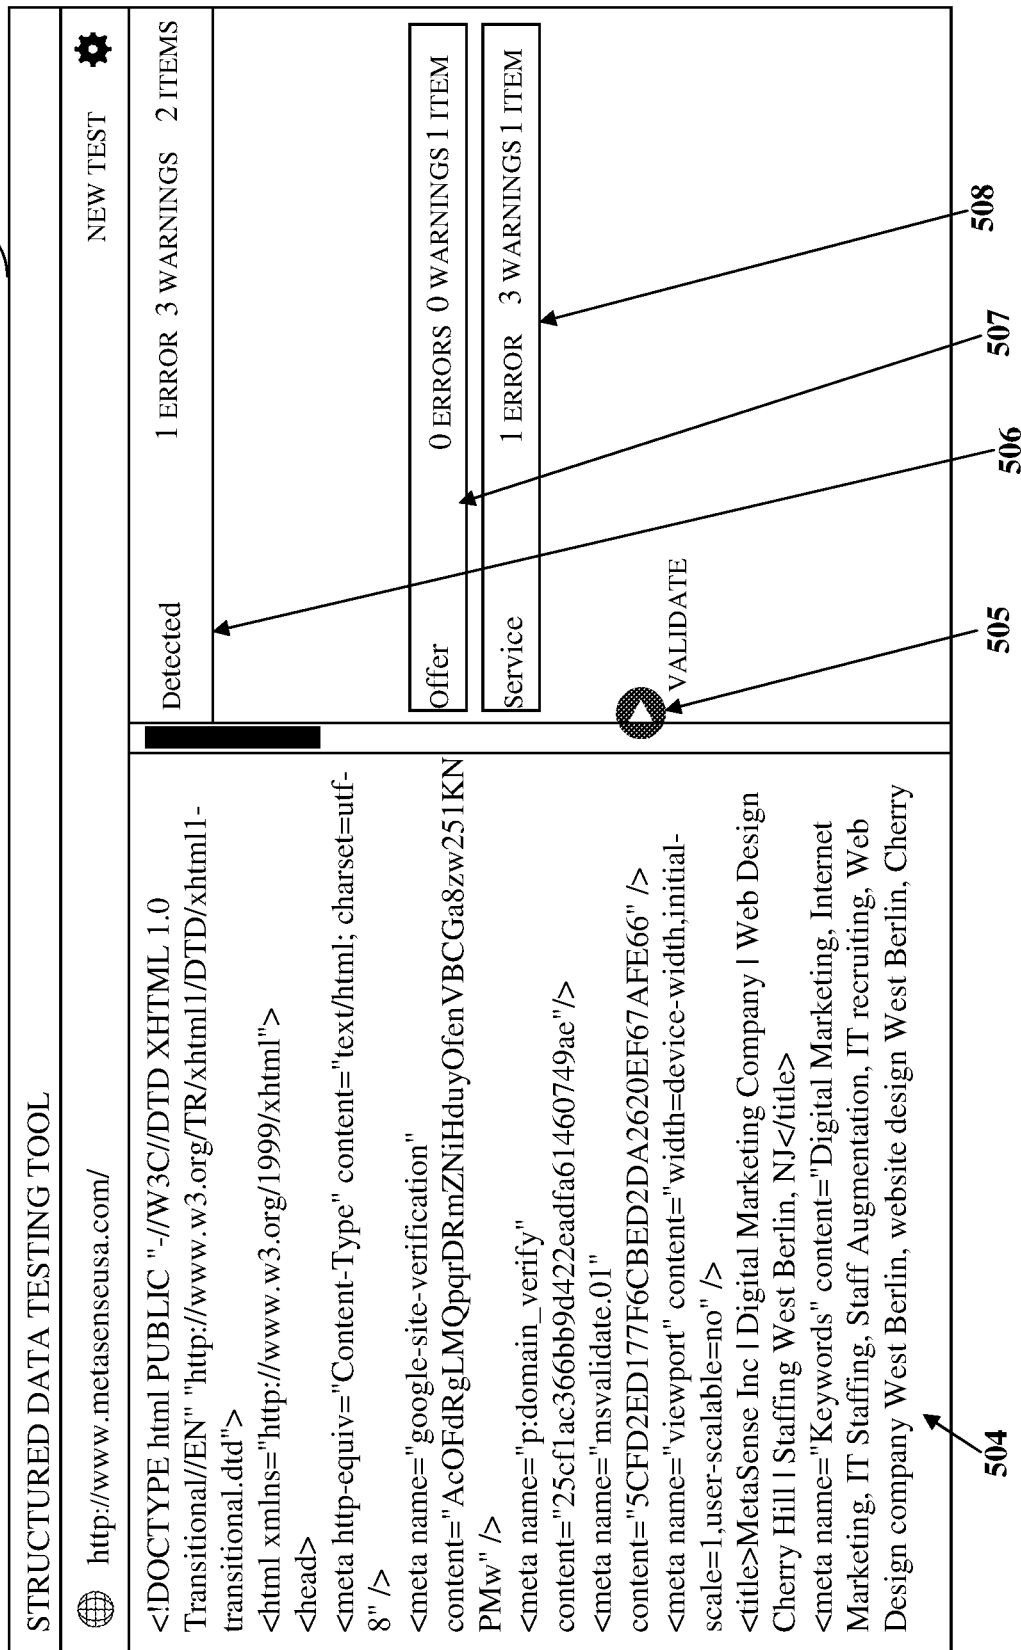 STRUCTURED DATA TESTING TOOL
http://www.metasenseusa.com/
NEW TEST
<!DOCTYPE html PUBLIC "-//W3C//DTD XHTML 1.0
Transitional//EN" "http://www.w3.org/TR/xhtml1/DTD/xhtml1-
transitional.dtd">
<html xmlns="http://www.w3.org/1999/xhtml">
<head>
<meta http-equiv="Content-Type" content="text/html; charset=utf-
8" />
<meta name="google-site-verification"
content="AcOFdRgLMQpqrDRmZNiHduyOfenVBCGa8zw251KN
PMw" />
<meta name="p:domain_verify"
content="25cf1ac366bb9d422eadfa61460749ae"/>
<meta name="msvalidate.01"
content="5CFD2ED177F6CBED2DA2620EF67AFE66" />
<meta name="viewport" content="width=device-width,initial-
scale=1,user-scalable=no" />
<title>MetaSense Inc | Digital Marketing Company | Web Design
Cherry Hill | Staffing West Berlin, NJ</title>
<meta name="Keywords" content="Digital Marketing, Internet
Marketing, IT Staffing, Staff Augmentation, IT recruiting, Web
Design company West Berlin, website design West Berlin, Cherry
Detected 1 ERROR 3 WARNINGS 2 ITEMS
Offer 0 ERRORS 0 WARNINGS 1 ITEM
Service 1 ERROR 3 WARNINGS 1 ITEM
VALIDATE
504
505
506
507
508